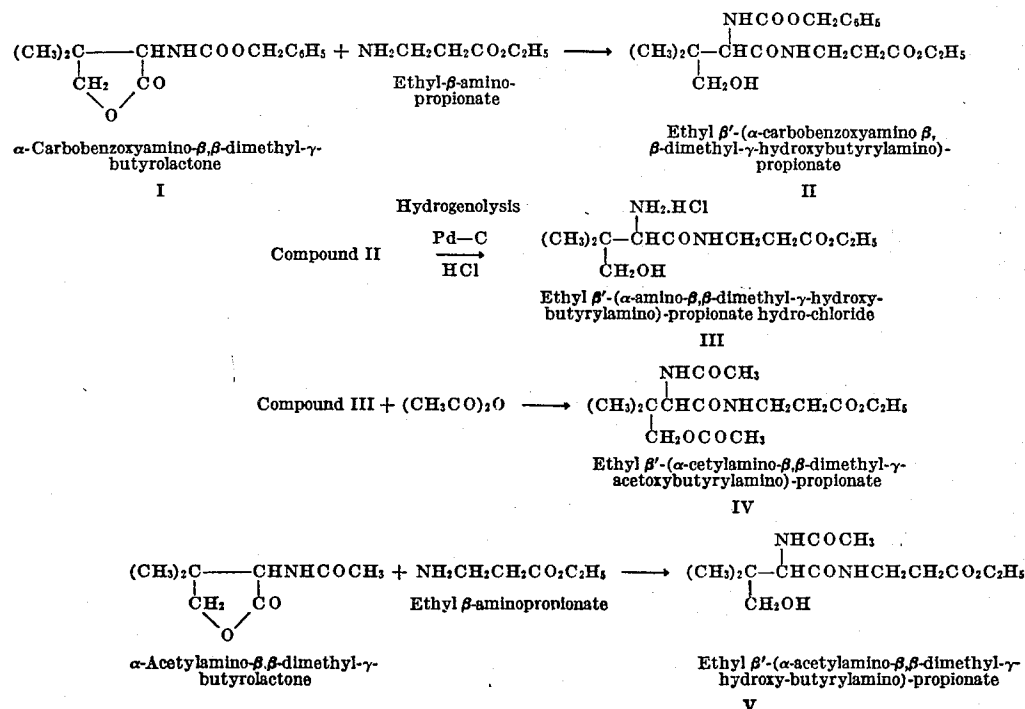 NHCOOCH2C6H5
(CH3)2C——CHNHCOOCH2C6H5 + NH2CH2CH2CO2C2H5 ⟶ (CH3)2C—CHCONHCH2CH2CO2C2H5
CH2 CO Ethyl-β-amino- CH2OH
propionate
O
α-Carbobenzoxyamino-β,β-dimethyl-γ- Ethyl β′-(α-carbobenzoxyamino β,
butyrolactone β-dimethyl-γ-hydroxybutyrylamino)-
propionate
I II
Hydrogenolysis NH2.HCl
Compound II Pd—C (CH3)2C—CHCONHCH2CH2CO2C2H5
HCl
CH2OH
Ethyl β′-(α-amino-β,β-dimethyl-γ-hydroxy-
butyrylamino)-propionate hydro-chloride
III
NHCOCH3
Compound III + (CH3CO)2O ⟶ (CH3)2C—CHCONHCH2CH2CO2C2H5
CH2OCOCH3
Ethyl β′-(α-cetylamino-β,β-dimethyl-γ-
acetoxybutyrylamino)-propionate
IV
NHCOCH3
(CH3)2C——CHNHCOCH3 + NH2CH2CH2CO2C2H5 ⟶ (CH3)2C—CHCONHCH2CH2CO2C2H5
CH2 CO Ethyl β-aminopropionate CH2OH
O
α-Acetylamino-β,β-dimethyl-γ- Ethyl β′-(α-acetylamino-β,β-dimethyl-γ-
butyrolactone hydroxy-butyrylamino)-propionate
V